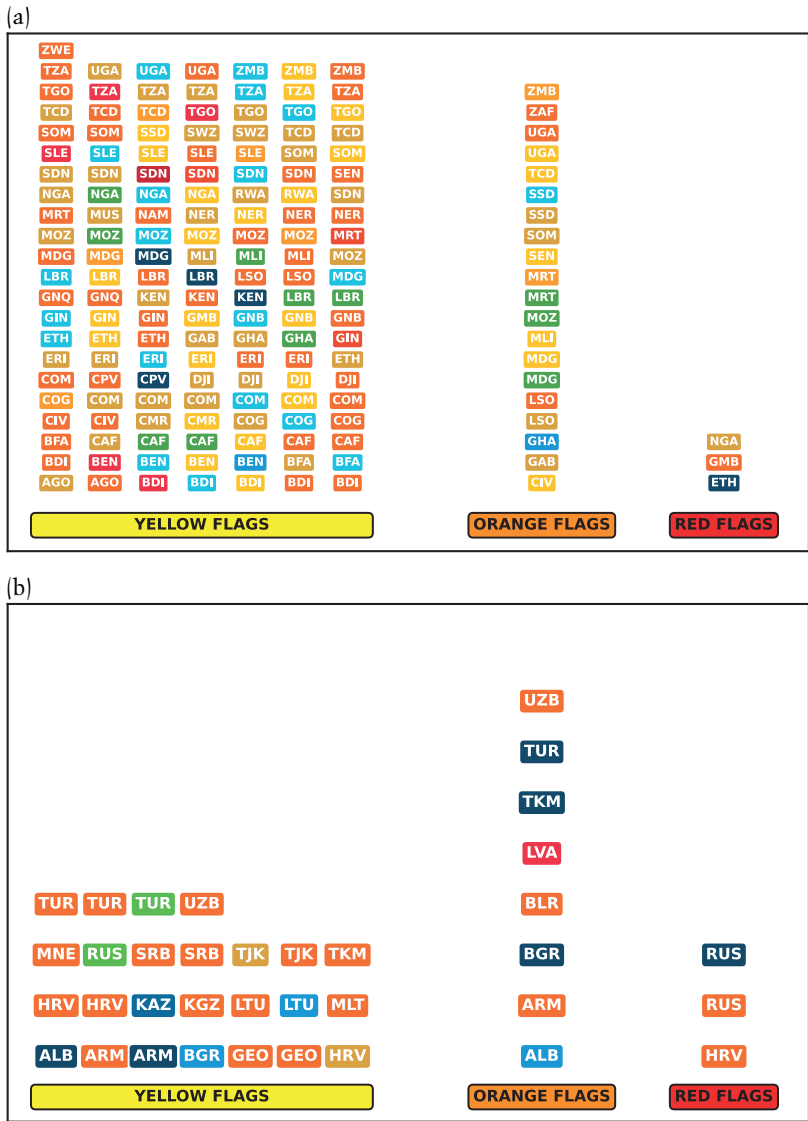 (a)
ZWE
TZA UGA UGA UGA ZMB ZMB ZMB
TGO TZA TZA TZA TZA TZA TZA ZMB
TCD TCD TCD TGO TGO TGO TGO ZAF
SOM SOM SSD SWZ SWZ TCD TCD UGA
SLE SLE SLE SLE SLE SOM SOM UGA
SDN SDN SDN SDN SDN SDN SEN TCD
NGA NGA NGA NGA RWA RWA SDN SSD
MRT MUS NAM NER NER NER NER SSD
MOZ MOZ MOZ MOZ MOZ MOZ MRT SOM
MDG MDG MDG MLI MLI MLI MOZ SEN
LBR LBR LBR LBR LSO LSO MDG MRT
GNQ GNQ KEN KEN KEN LBR LBR MRT
GIN GIN GIN GMB GNB GNB GNB MOZ
ETH ETH ETH GAB GHA GHA GIN MLI
ERI ERI ERI ERI ERI ERI ETH MDG
COM CPV CPV DJI DJI DJI DJI MDG
COG COM COM COM COM COM COM LSO
CIV CIV CMR CMR COG COG COG LSO
BFA CAF CAF CAF CAF CAF CAF GHA NGA
BDI BEN BEN BEN BEN BFA BFA GAB GMB
AGO AGO BDI BDI BDI BDI BDI CIV ETH
YELLOW FLAGS ORANGE FLAGS RED FLAGS
(b)
UZB
TUR
TKM
LVA
TUR TUR TUR UZB BLR
MNE RUS SRB SRB TJK TJK TKM BGR RUS
HRV HRV KAZ KGZ LTU LTU MLT ARM RUS
ALB ARM ARM BGR GEO GEO HRV ALB HRV
YELLOW FLAGS ORANGE FLAGS RED FLAGS